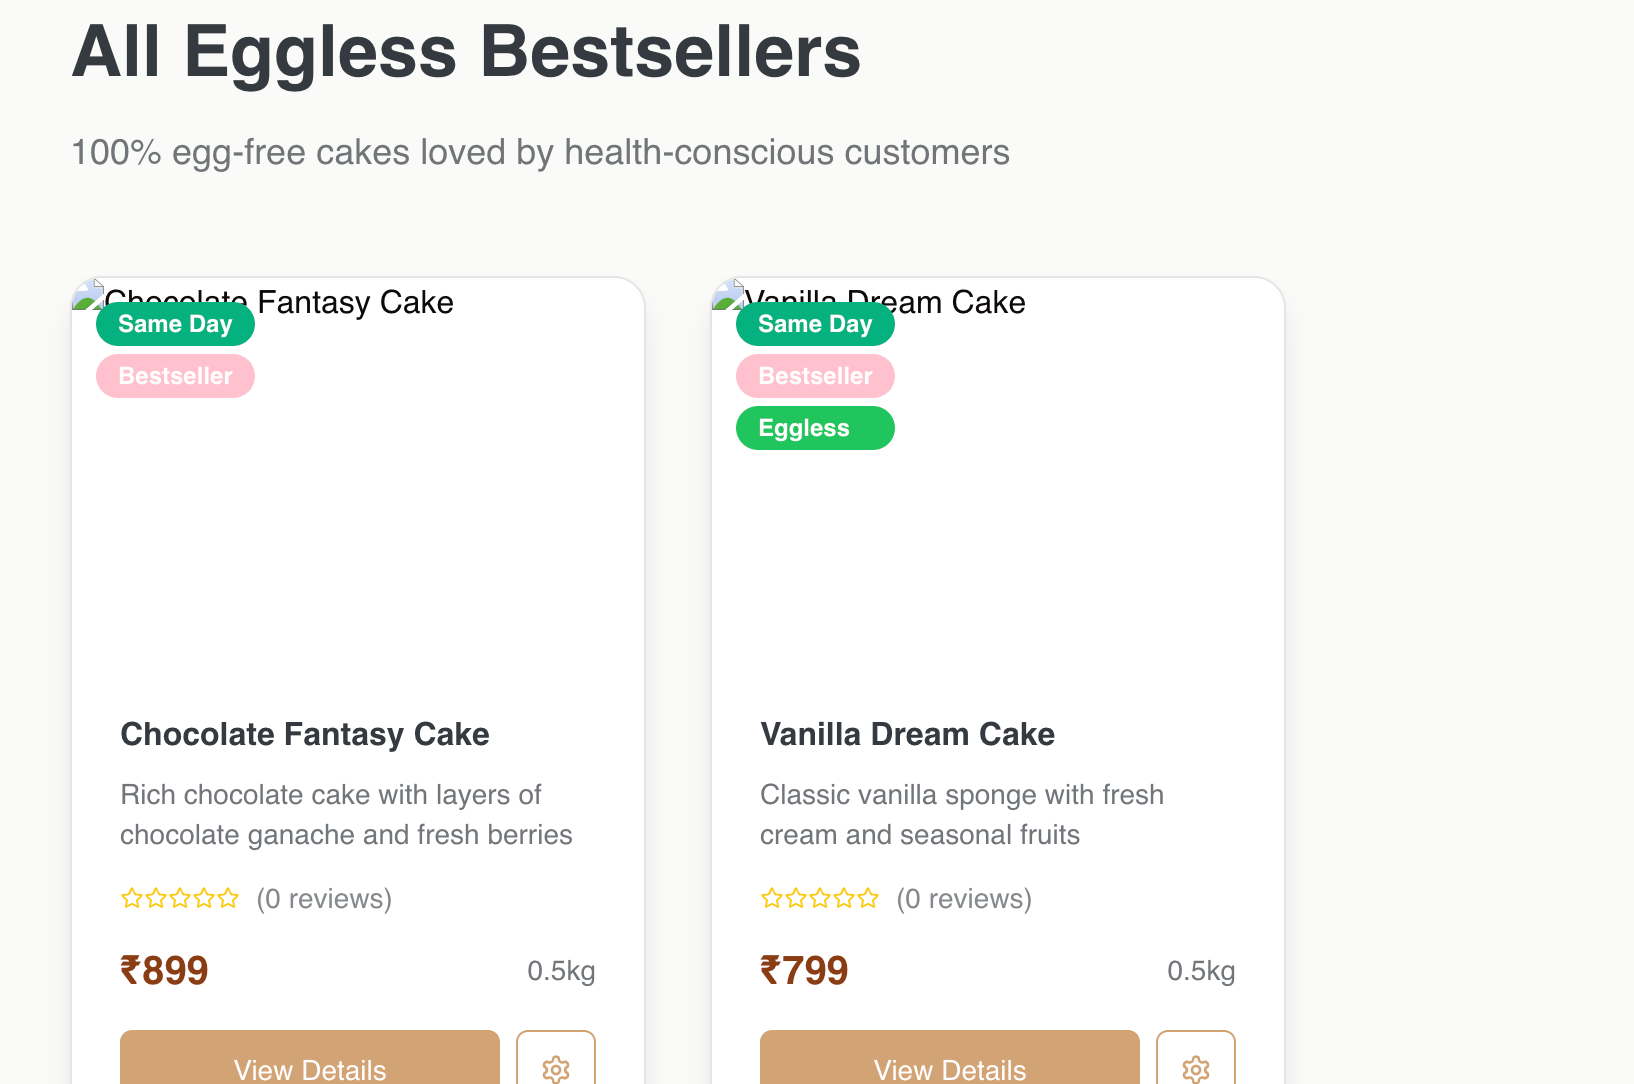 All Eggless Bestsellers
100% egg-free cakes loved by health-conscious customers
Chocolate Fantasy Cake
Same Day
Bestseller
Chocolate Fantasy Cake
Rich chocolate cake with layers of
chocolate ganache and fresh berries
(0 reviews)
₹899 0.5kg
View Details
Vanilla Dream Cake
Same Day
Bestseller
Eggless
Vanilla Dream Cake
Classic vanilla sponge with fresh
cream and seasonal fruits
(0 reviews)
₹799 0.5kg
View Details